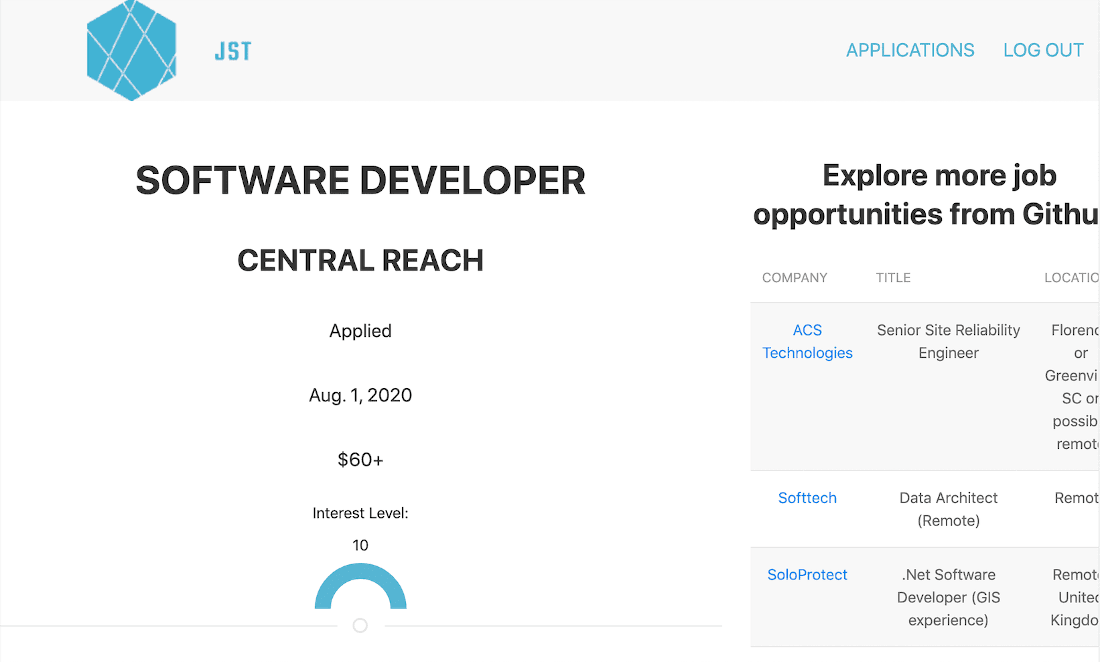 JST
APPLICATIONS
LOG OUT
SOFTWARE DEVELOPER
CENTRAL REACH
Applied
Aug. 1, 2020
$60+
Interest Level:
10
Explore more job
opportunities from Githu
COMPANY TITLE LOCATIO
ACS
Technologies
Senior Site Reliability
Engineer
Florenc
or
Greenvi
SC or
possib
remot
Softtech
Data Architect
(Remote)
Remot
SoloProtect
.Net Software
Developer (GIS
experience)
Remot
United
Kingdo